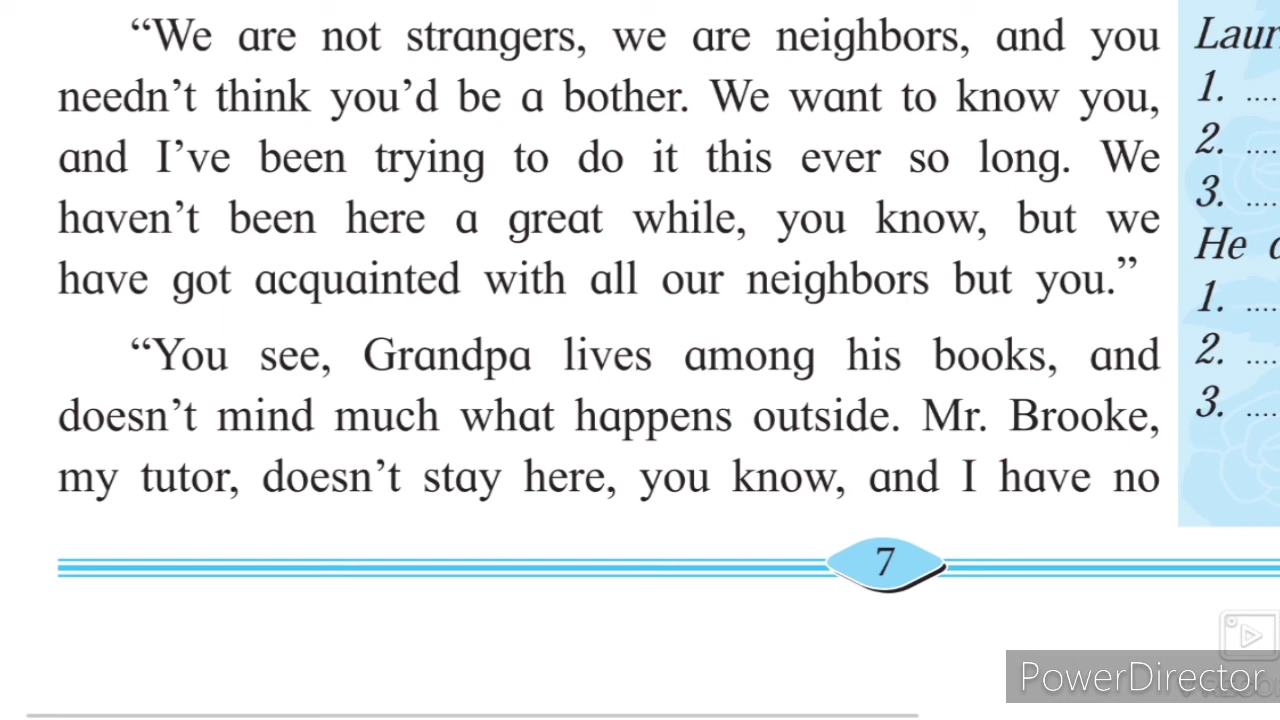 “We are not strangers, we are neighbors, and you
needn’t think you’d be a bother. We want to know you,
and I’ve been trying to do it this ever so long. We
haven’t been here a great while, you know, but we
have got acquainted with all our neighbors but you.”
“You see, Grandpa lives among his books, and
doesn’t mind much what happens outside. Mr. Brooke,
my tutor, doesn’t stay here, you know, and I have no
7
1. ....
2. ....
3. ....
He
1. ....
2. ....
3. ....
PowerDirector